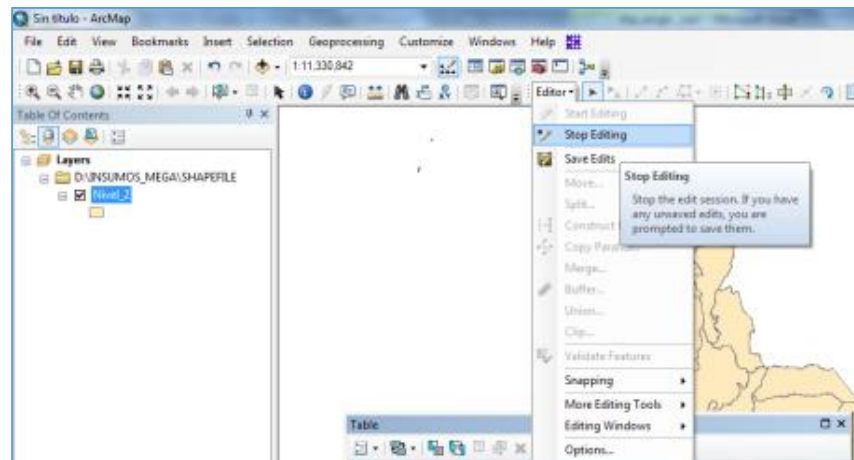 Sin título - ArcMap
File Edit View Bookmarks Insert Selection Geoprocessing Customize Windows Help
1:11,330,842
Editor
Table Of Contents
Layers
D:\INSUMOS_MEGA\SHAPEFILE
Nivel_2
Start Editing
Stop Editing
Save Edits
Move...
Split...
Construct
Copy
Merge...
Buffer...
Union...
Clip...
Validate Features
Snapping
More Editing Tools
Editing Windows
Options...
Stop Editing
Stop the edit session. If you have
any unsaved edits, you are
prompted to save them.
Table